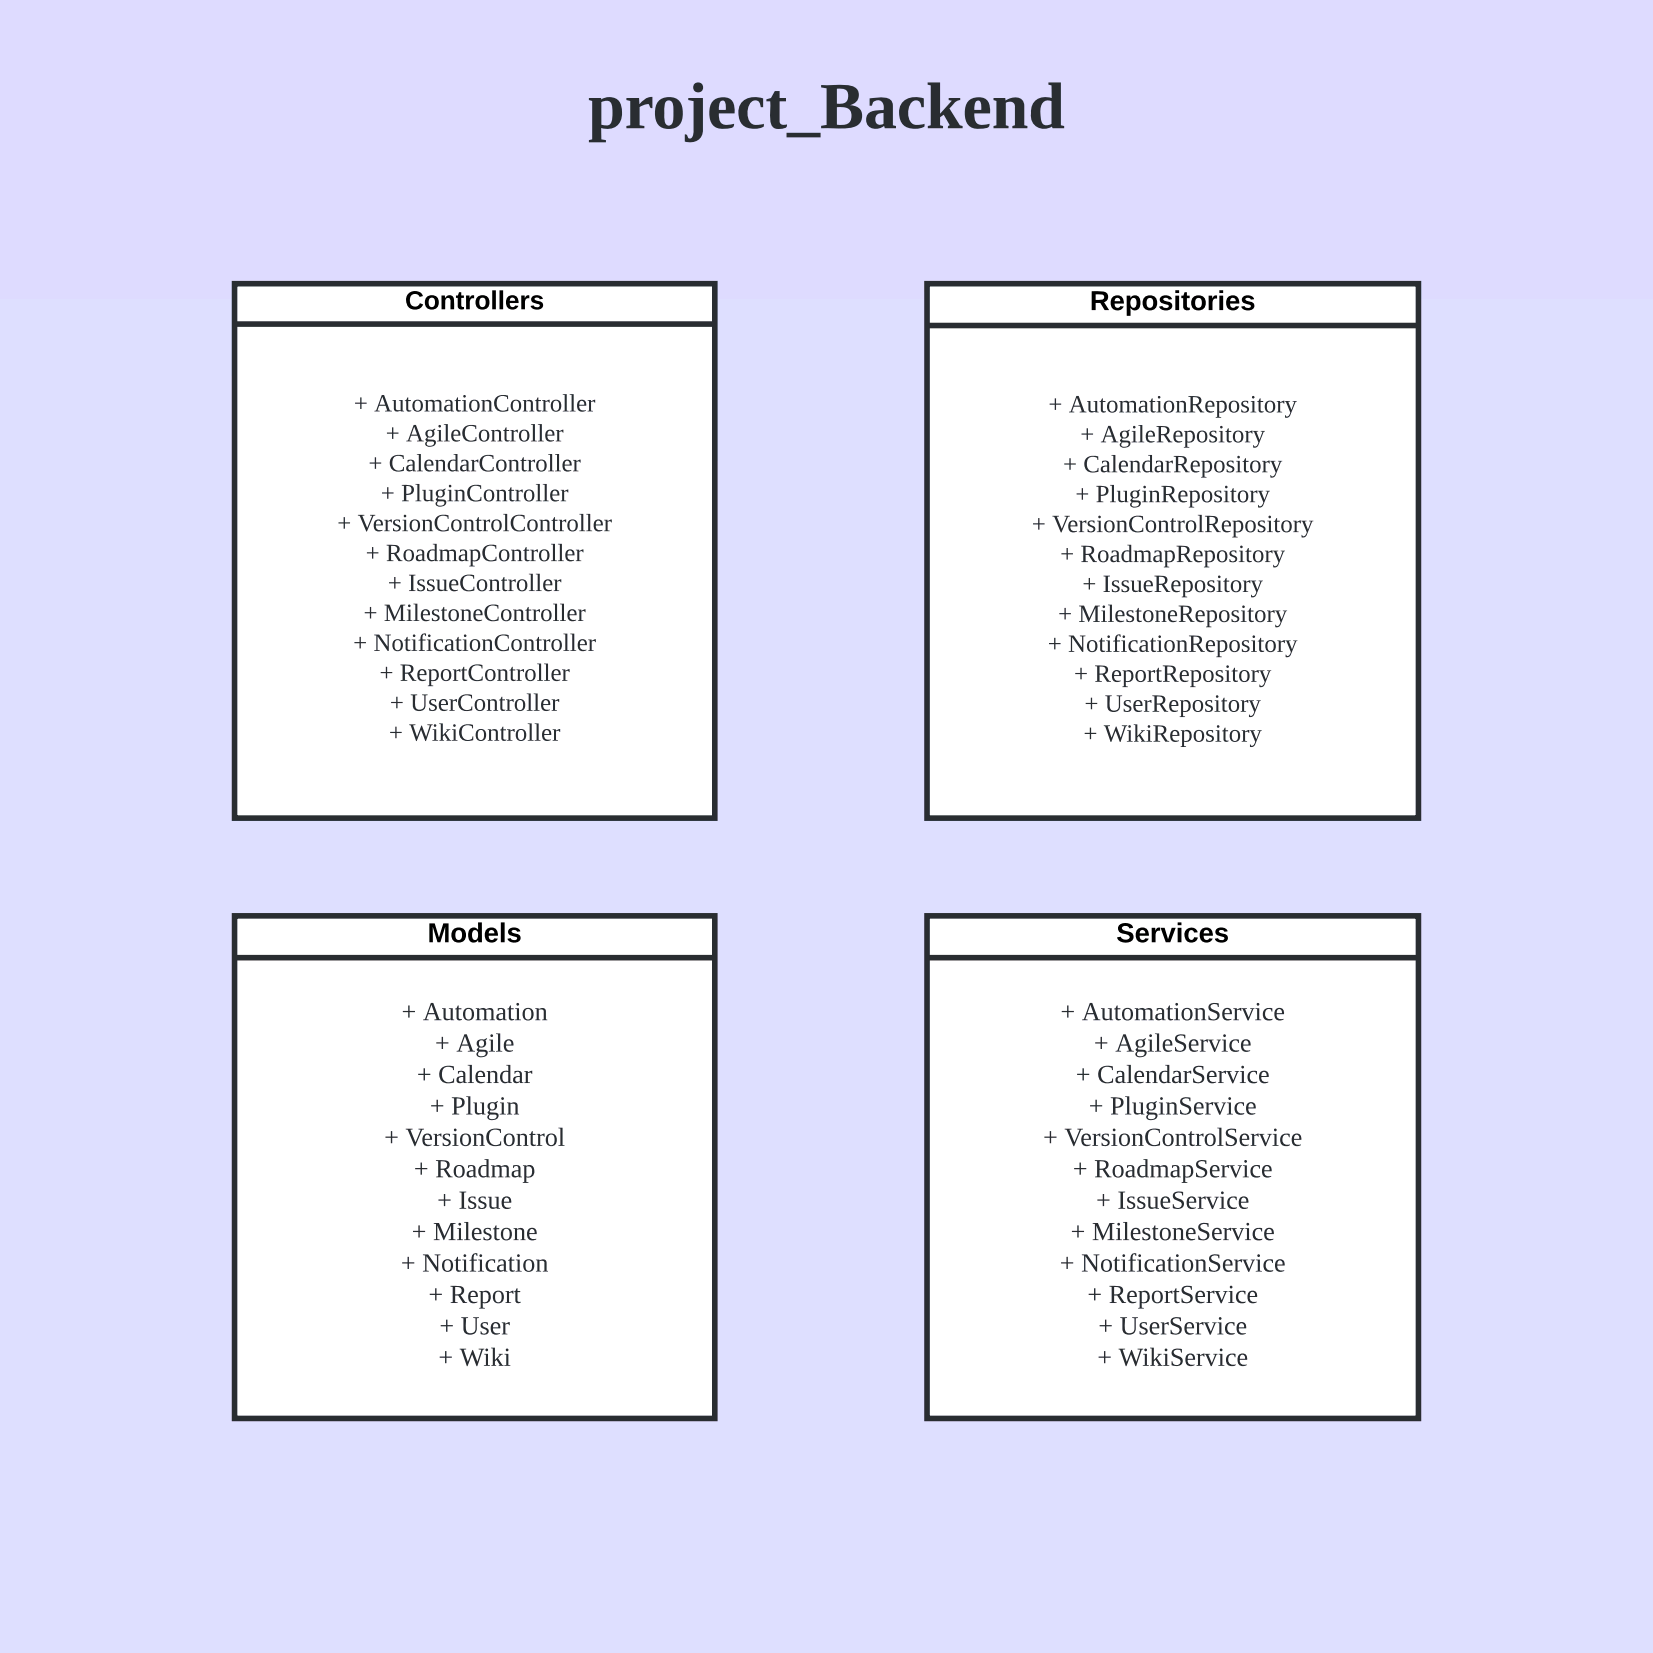 project_Backend
Controllers
+ AutomationController
+ AgileController
+ CalendarController
+ PluginController
+ VersionControlController
+ RoadmapController
+ IssueController
+ MilestoneController
+ NotificationController
+ ReportController
+ UserController
+ WikiController
Repositories
+ AutomationRepository
+ AgileRepository
+ CalendarRepository
+ PluginRepository
+ VersionControlRepository
+ RoadmapRepository
+ IssueRepository
+ MilestoneRepository
+ NotificationRepository
+ ReportRepository
+ UserRepository
+ WikiRepository
Models
+ Automation
+ Agile
+ Calendar
+ Plugin
+ VersionControl
+ Roadmap
+ Issue
+ Milestone
+ Notification
+ Report
+ User
+ Wiki
Services
+ AutomationService
+ AgileService
+ CalendarService
+ PluginService
+ VersionControlService
+ RoadmapService
+ IssueService
+ MilestoneService
+ NotificationService
+ ReportService
+ UserService
+ WikiService